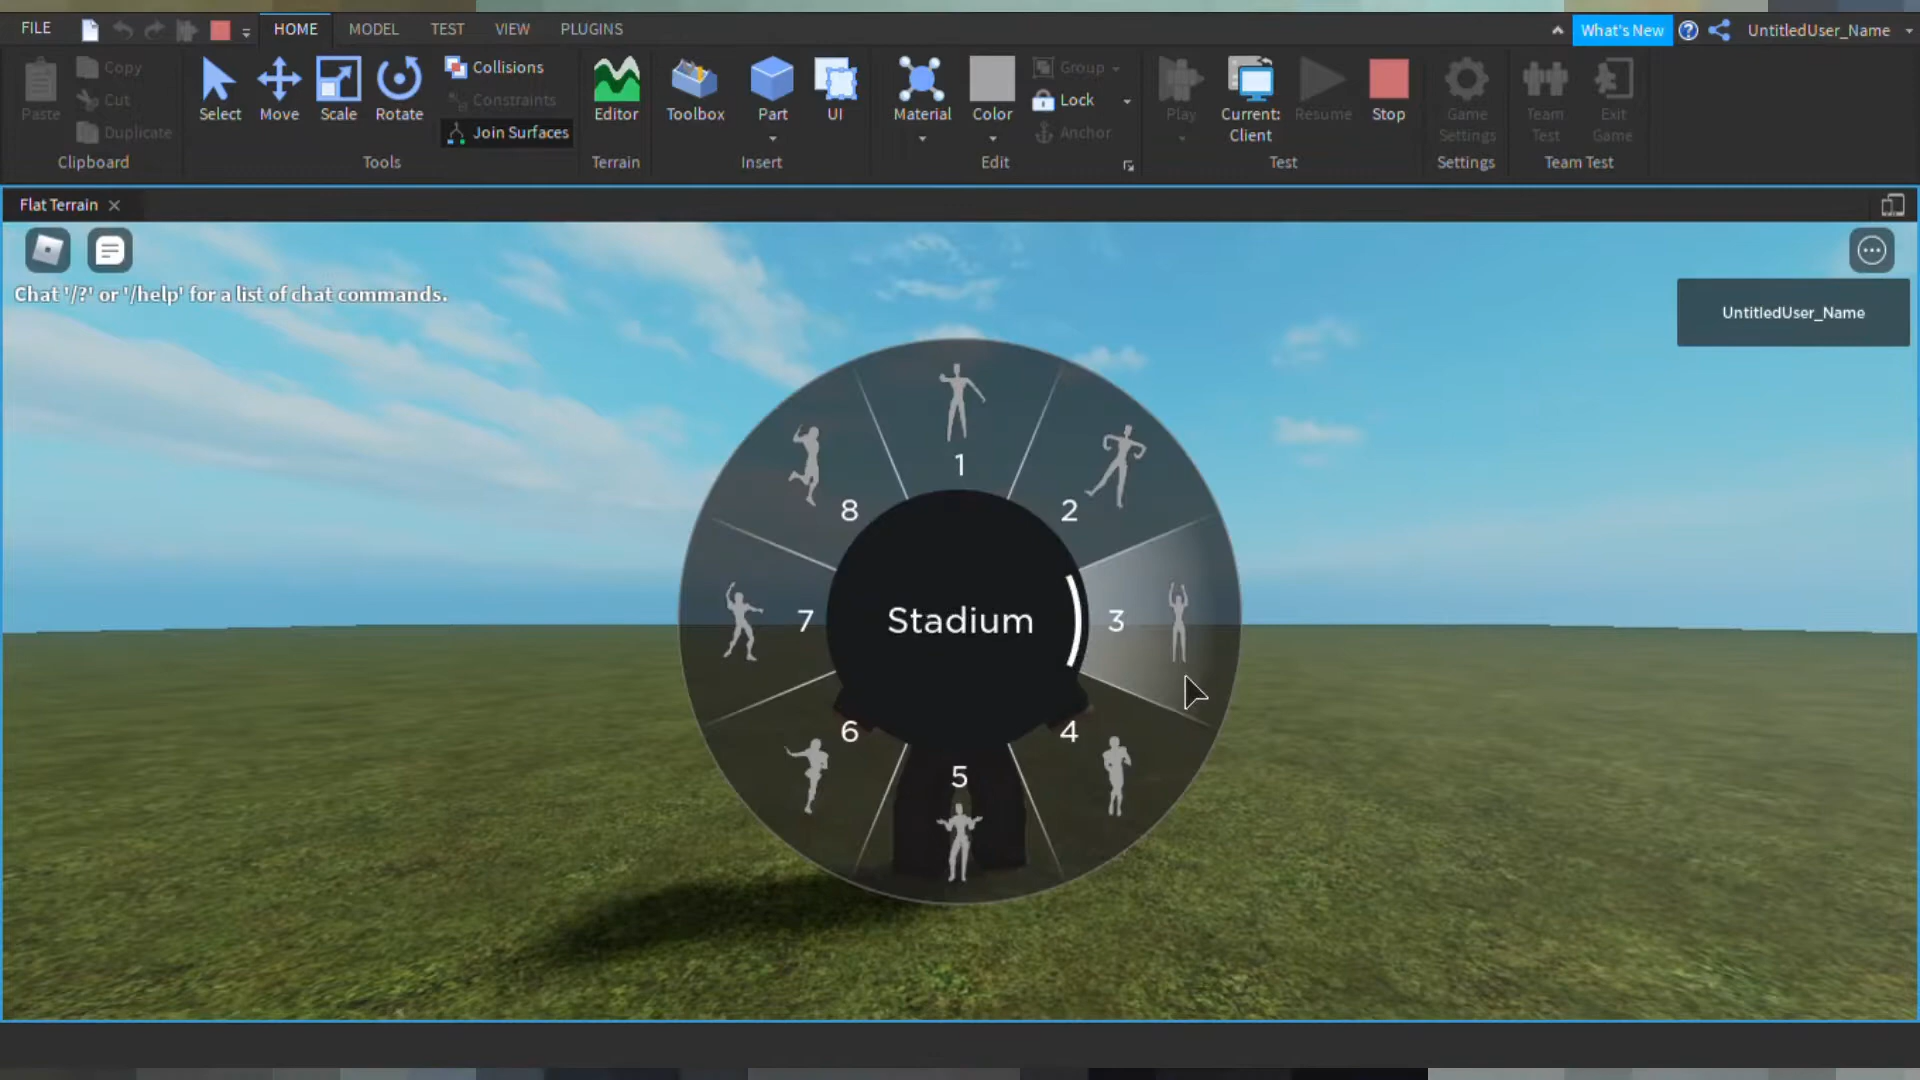 FILE HOME MODEL TEST VIEW PLUGINS What's New UntitledUser_Name
Paste
Copy
Cut
Duplicate
Clipboard
Select Move Scale Rotate
Collisions
Constraints
Join Surfaces
Tools
Editor
Terrain
Toolbox Part UI
Insert
Material Color
Group
Lock
Anchor
Edit
Play Current: Client Resume Stop
Test
Game Settings
Settings
Team Test
Exit Game
Team Test
Flat Terrain
Chat '/?' or '/help' for a list of chat commands.
UntitledUser_Name
1
8 2
7 Stadium 3
6 4
5